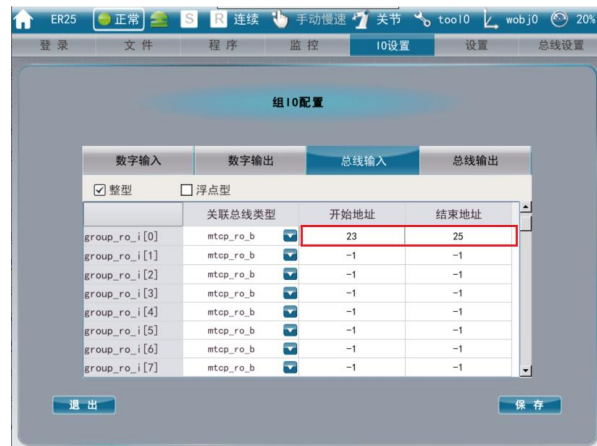 ER25 正常 S R 连续 手动慢速 关节 tool0 wobj0 20%
登录 文件 程序 监控 IO设置 设置 总线设置
组IO配置
数字输入 数字输出 总线输入 总线输出
整型 浮点型
关联总线类型 开始地址 结束地址
group_ro_i[0] mtcp_ro_b 23 25
group_ro_i[1] mtcp_ro_b -1 -1
group_ro_i[2] mtcp_ro_b -1 -1
group_ro_i[3] mtcp_ro_b -1 -1
group_ro_i[4] mtcp_ro_b -1 -1
group_ro_i[5] mtcp_ro_b -1 -1
group_ro_i[6] mtcp_ro_b -1 -1
group_ro_i[7] mtcp_ro_b -1 -1
退出 保存